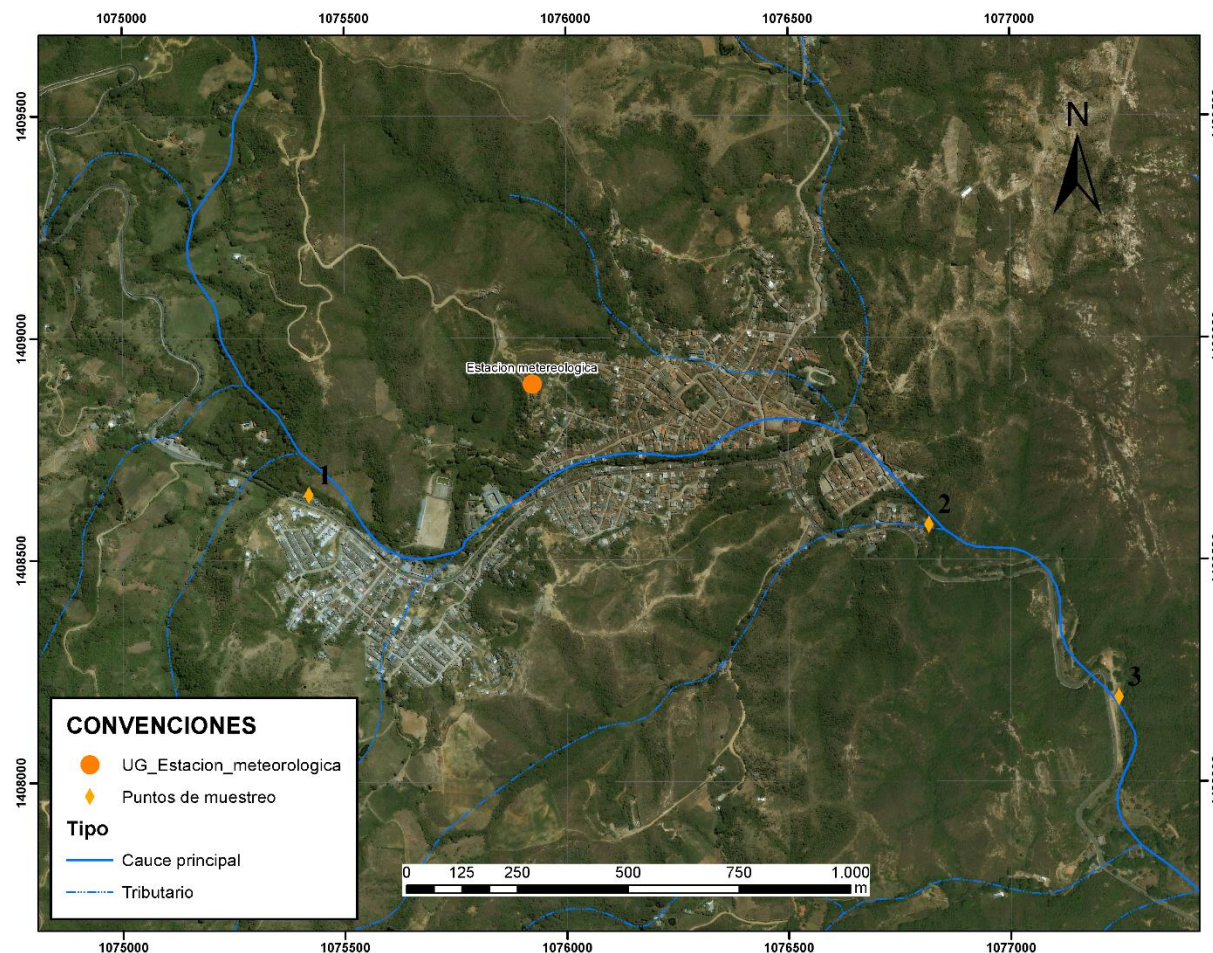 1075000 1075500 1076000 1076500 1077000
1409500
1409000
1408500
1408000
N
Estacion metereologica
1
2
3
CONVENCIONES
UG_Estacion_meteorologica
Puntos de muestreo
Tipo
Cauce principal
Tributario
0 125 250 500 750 1.000
m
1075000 1075500 1076000 1076500 1077000